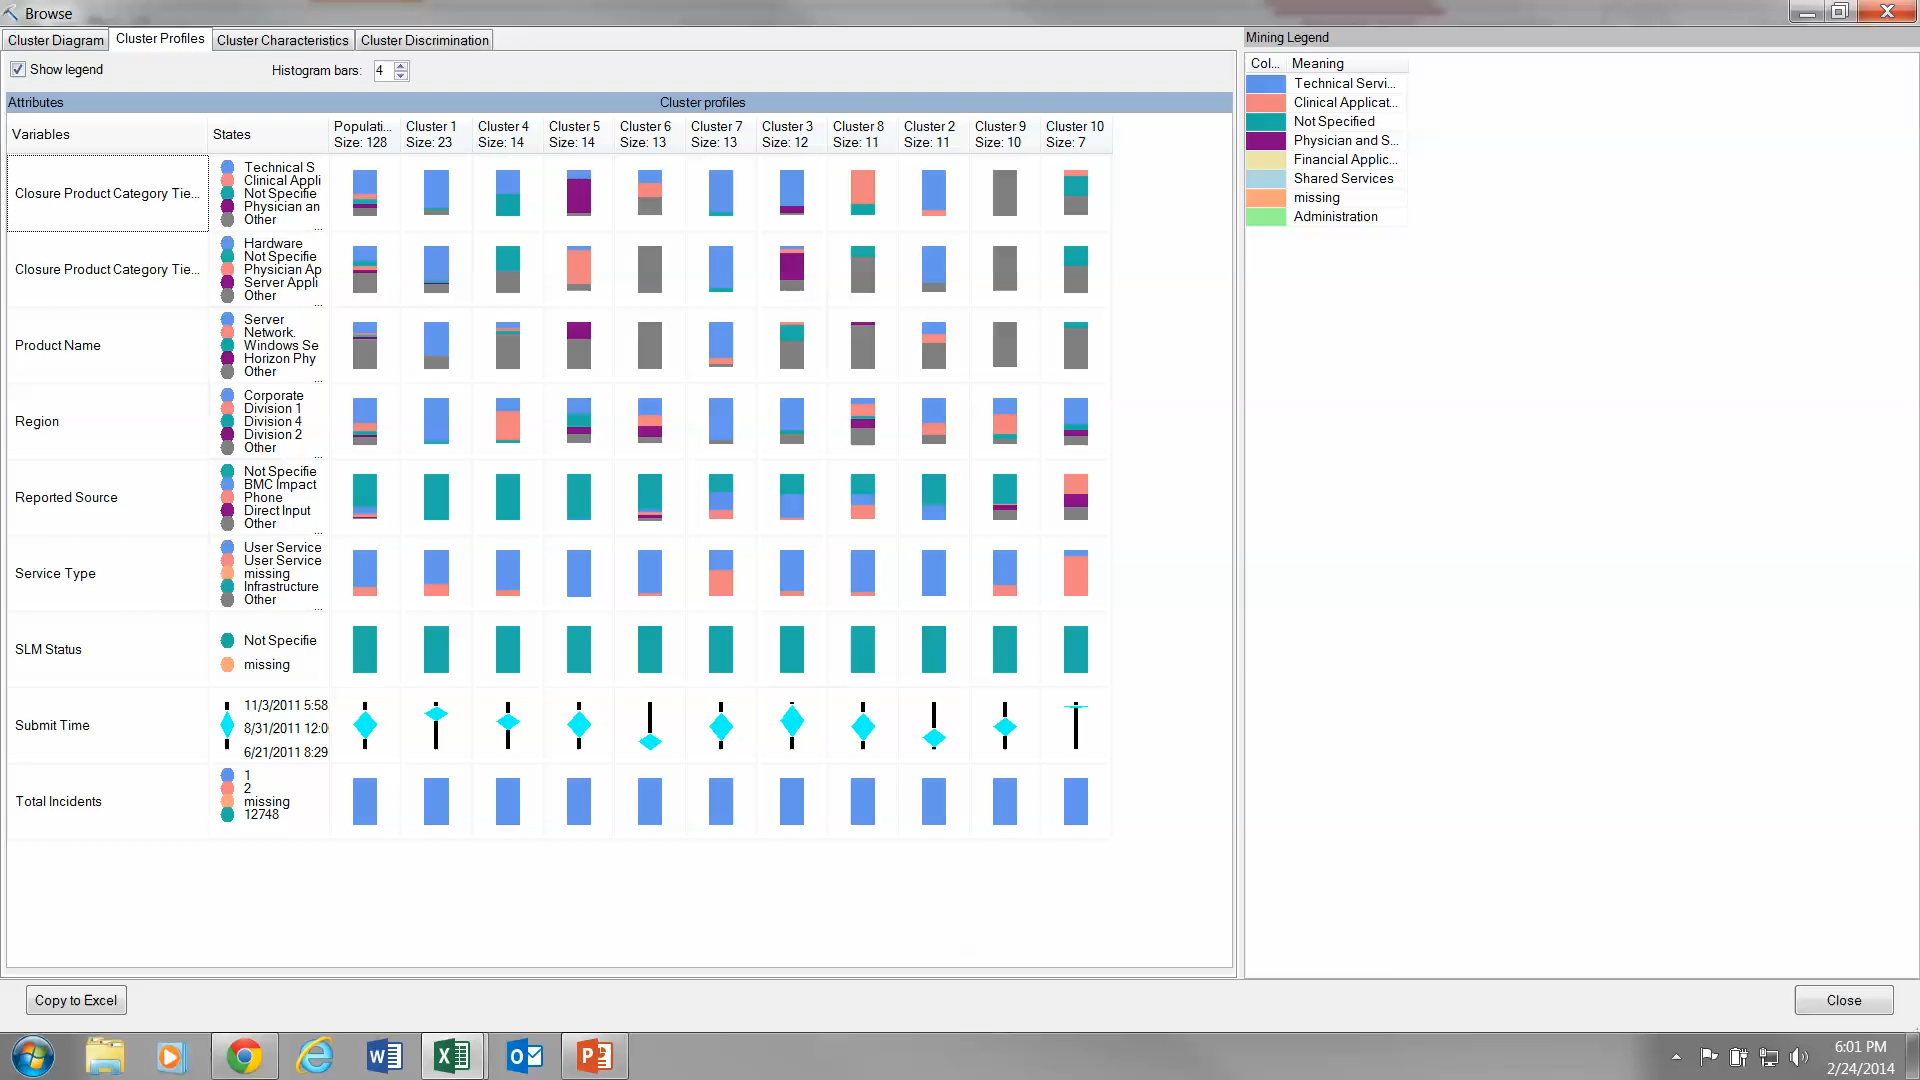 Browse
Cluster Diagram
Cluster Profiles
Cluster Characteristics
Cluster Discrimination
Show legend
Histogram bars: 4
Attributes
Cluster profiles
Variables
States
Populati...
Size: 128
Cluster 1
Size: 23
Cluster 4
Size: 14
Cluster 5
Size: 14
Cluster 6
Size: 13
Cluster 7
Size: 13
Cluster 3
Size: 12
Cluster 8
Size: 11
Cluster 2
Size: 11
Cluster 9
Size: 10
Cluster 10
Size: 7
Closure Product Category Tie...
Technical S
Clinical Appli
Not Specifie
Physician an
Other
...
Closure Product Category Tie...
Hardware
Not Specifie
Physician Ap
Server Appli
Other
...
Product Name
Server
Network.
Windows Se
Horizon Phy
Other
...
Region
Corporate
Division 1
Division 4
Division 2
Other
...
Reported Source
Not Specifie
BMC Impact
Phone
Direct Input
Other
...
Service Type
User Service
User Service
missing
Infrastructure
Other
...
SLM Status
Not Specifie
missing
Submit Time
11/3/2011 5:58
8/31/2011 12:0
6/21/2011 8:29
Total Incidents
1
2
missing
12748
Mining Legend
Col...
Meaning
Technical Servi...
Clinical Applicat...
Not Specified
Physician and S...
Financial Applic...
Shared Services
missing
Administration
Copy to Excel
Close
6:01 PM
2/24/2014